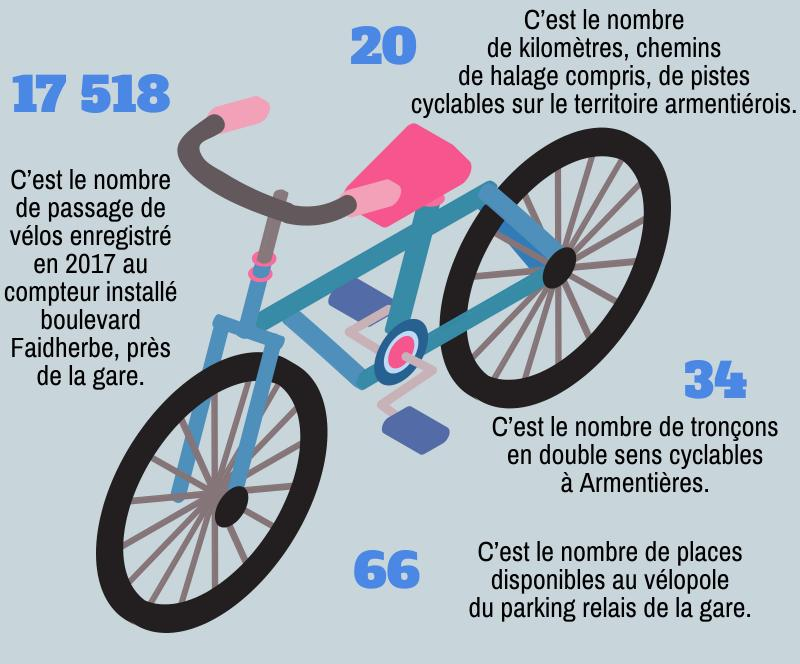 17 518
C'est le nombre
de passage de
vélos enregistré
en 2017 au
compteur installé
boulevard
Faidherbe, près
de la gare.
20
C'est le nombre
de kilomètres, chemins
de halage compris, de pistes
cyclables sur le territoire armentiérois.
34
C'est le nombre de tronçons
en double sens cyclables
à Armentières.
66
C'est le nombre de places
disponibles au vélopole
du parking relais de la gare.